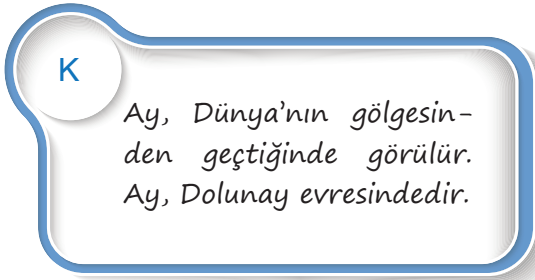 K
Ay, Dünya’nın gölgesin-
den geçtiğinde görülür.
Ay, Dolunay evresindedir.